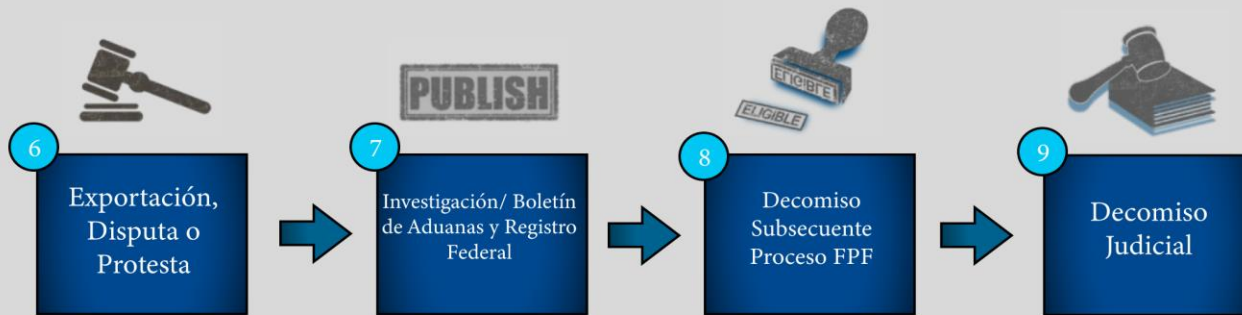 PUBLISH
ELIGIBLE
ELIGIBLE
6
Exportación,
Disputa o
Protesta
7
Investigación/ Boletín
de Aduanas y Registro
Federal
8
Decomiso
Subsecuente
Proceso FPF
9
Decomiso
Judicial